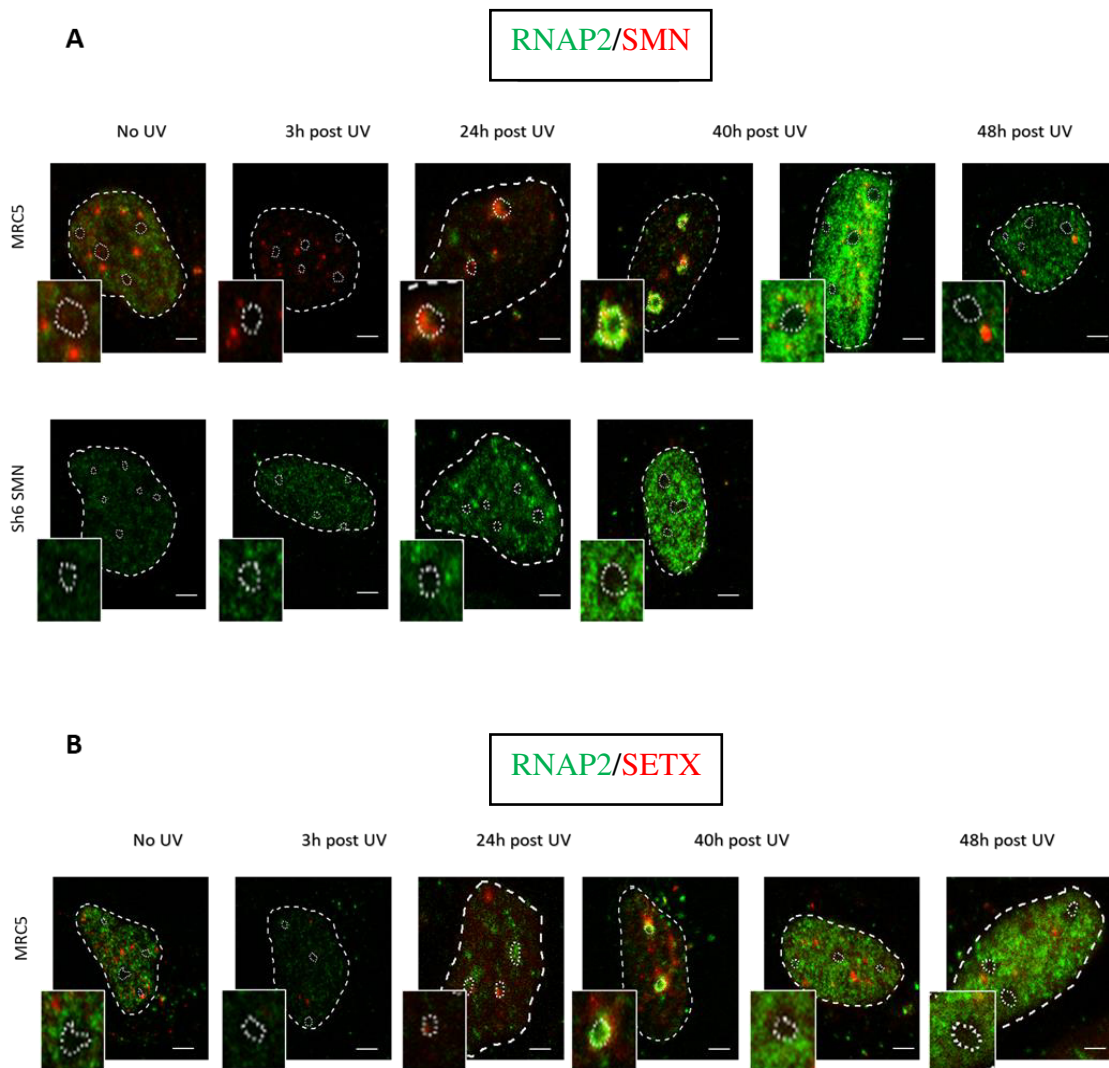 A
RNAP2/SMN
No UV
3h post UV
24h post UV
40h post UV
48h post UV
MRC5
Sh6 SMN
B
RNAP2/SETX
No UV
3h post UV
24h post UV
40h post UV
48h post UV
MRC5